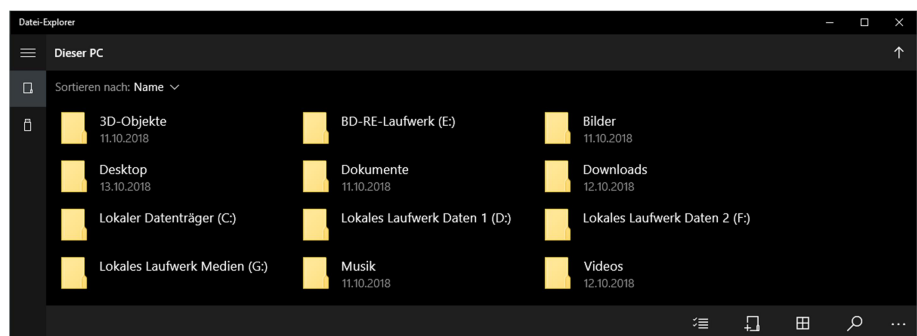 Datei-Explorer
Dieser PC
Sortieren nach: Name
3D-Objekte
11.10.2018
BD-RE-Laufwerk (E:)
Bilder
11.10.2018
Desktop
13.10.2018
Dokumente
11.10.2018
Downloads
12.10.2018
Lokaler Datenträger (C:)
Lokales Laufwerk Daten 1 (D:)
Lokales Laufwerk Daten 2 (F:)
Lokales Laufwerk Medien (G:)
Musik
11.10.2018
Videos
12.10.2018